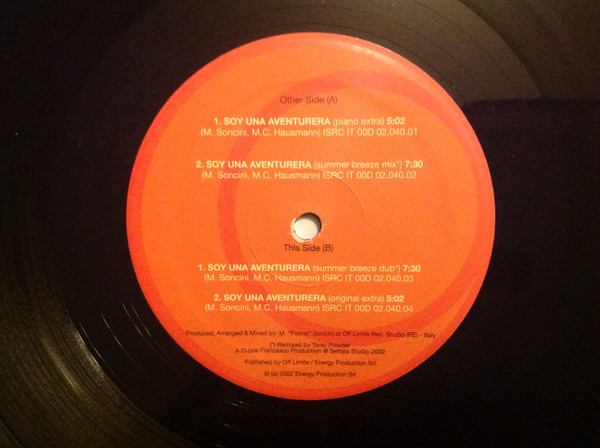 Other Side (A)
1. SOY UNA AVENTURERA (piano extra) 5:02
(M. Soncini, M.C. Hausmann) ISRC IT 00D 02.040.01
2. SOY UNA AVENTURERA (summer breeze mix*) 7:30
(M. Soncini, M.C. Hausmann) ISRC IT 00D 02.040.02
This Side (B)
1. SOY UNA AVENTURERA (summer breeze dub*) 7:30
(M. Soncini, M.C. Hausmann) ISRC IT 00D 02.040.03
2. SOY UNA AVENTURERA (original extra) 5:02
(M. Soncini, M.C. Hausmann) ISRC IT 00D 02.040.04
Produced, Arranged & Mixed by: M. Soncini at Off Limits Rec. Studio (RE) - Italy
(*) Remixed by Tonic Powder
A Dupré Francesco Production @ Settala Studio 2002
Published by Off Limits / Energy Production Srl.
© (p) 2002 Energy Production Srl